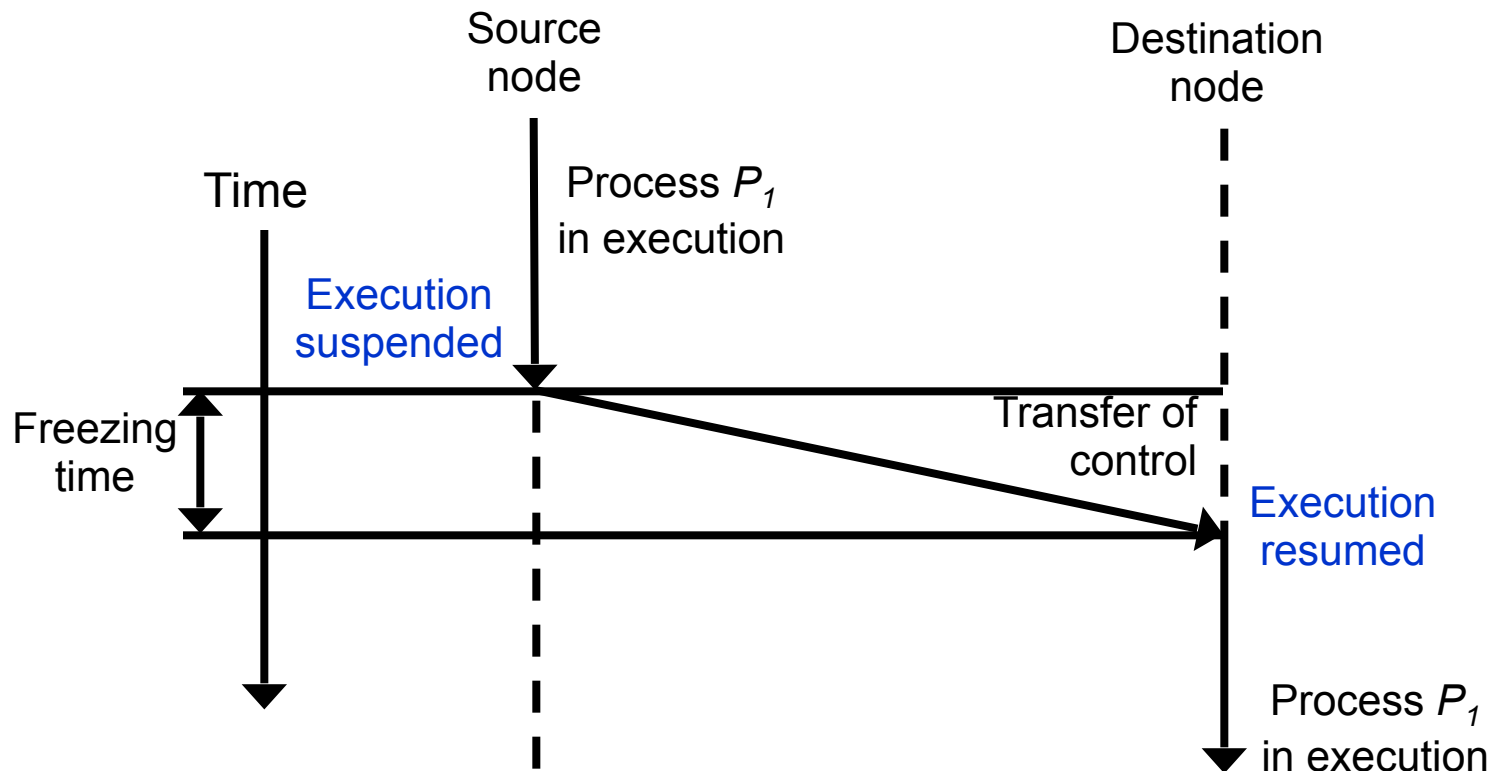 Source
node
Destination
node
Time
Process P1
in execution
Execution
suspended
Freezing
time
Transfer of
control
Execution
resumed
Process P1
in execution